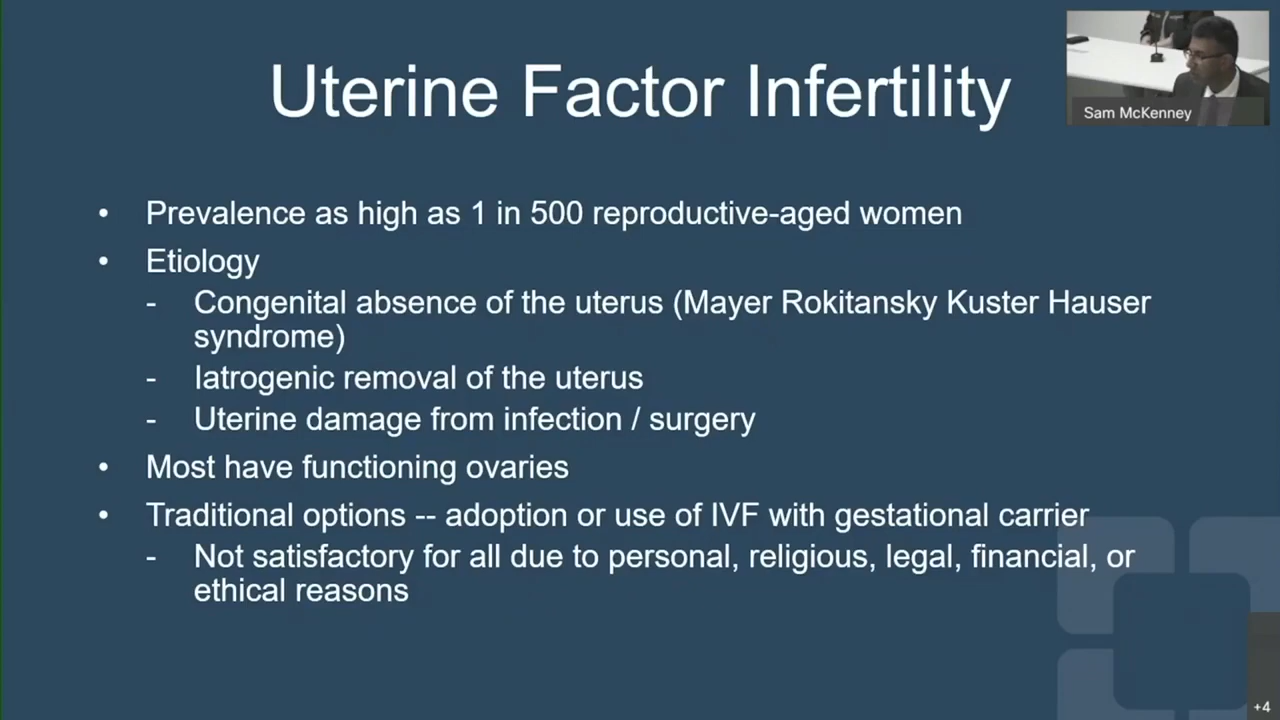 Uterine Factor Infertility
Sam McKenney
• Prevalence as high as 1 in 500 reproductive-aged women
• Etiology
- Congenital absence of the uterus (Mayer Rokitansky Kuster Hauser
syndrome)
- Iatrogenic removal of the uterus
- Uterine damage from infection / surgery
• Most have functioning ovaries
• Traditional options -- adoption or use of IVF with gestational carrier
- Not satisfactory for all due to personal, religious, legal, financial, or
ethical reasons
+4